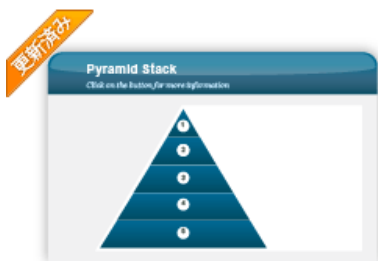 更新済み
Pyramid Stack
Click on the button for more information
1
2
3
4
5